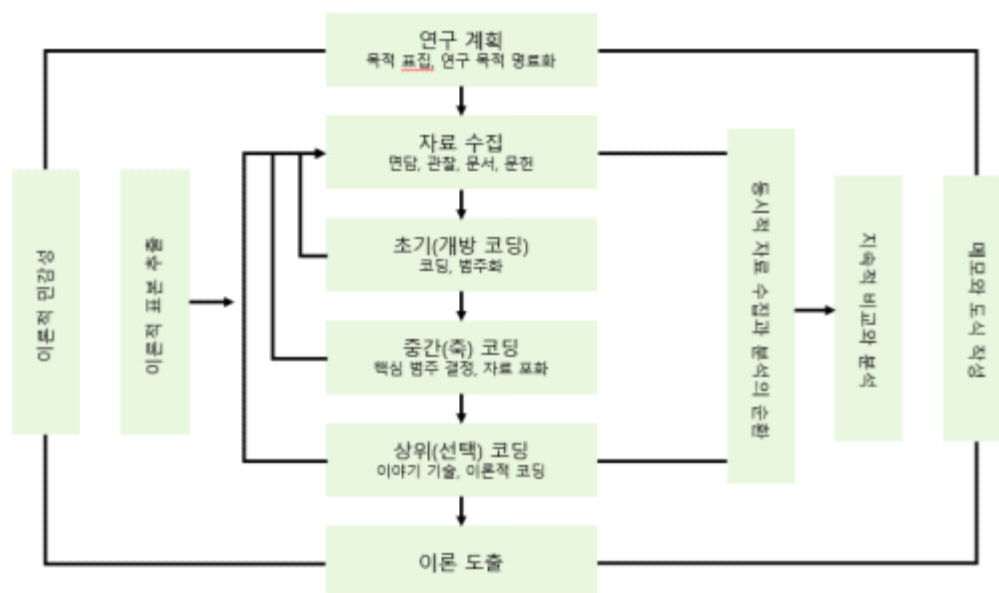 연구 계획
목적 표집, 연구 목적 명료화
자료 수집
면담, 관찰, 문서, 문헌
초기(개방 코딩)
코딩, 범주화
중간(축) 코딩
핵심 범주 결정, 자료 포화
상위(선택) 코딩
이야기 기술, 이론적 코딩
이론 도출
이론적 민감성
이론적 표본 추출
동시적 자료 수집과 분석의 순환
지속적 비교와 분석
메모와 도식 작성